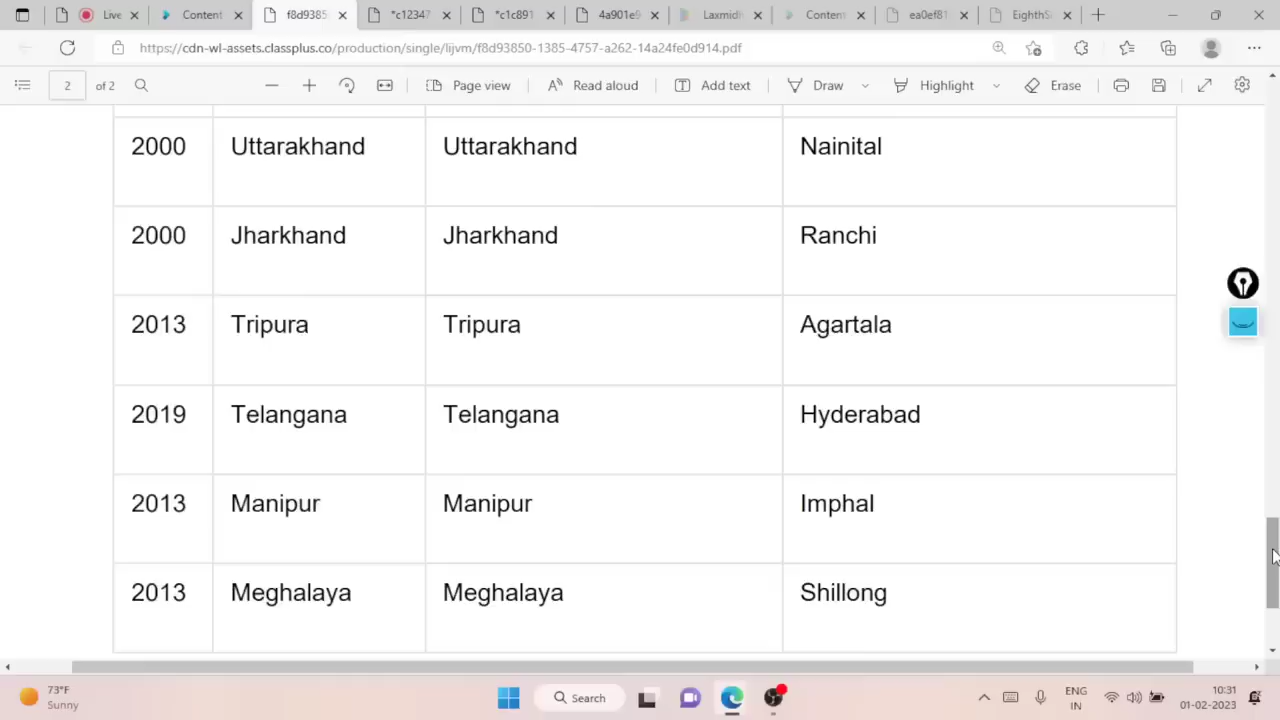 Live
Content
f8d9385
*c12347
*c1c891
4a901e9
Laxmidh
Content
ea0ef81
EighthS
https://cdn-wl-assets.classplus.co/production/single/lijvm/f8d93850-1385-4757-a262-14a24fe0d914.pdf
2 of 2
Page view
Read aloud
Add text
Draw
Highlight
Erase
2000 Uttarakhand Uttarakhand Nainital
2000 Jharkhand Jharkhand Ranchi
2013 Tripura Tripura Agartala
2019 Telangana Telangana Hyderabad
2013 Manipur Manipur Imphal
2013 Meghalaya Meghalaya Shillong
73°F
Sunny
Search
ENG
IN
10:31
01-02-2023